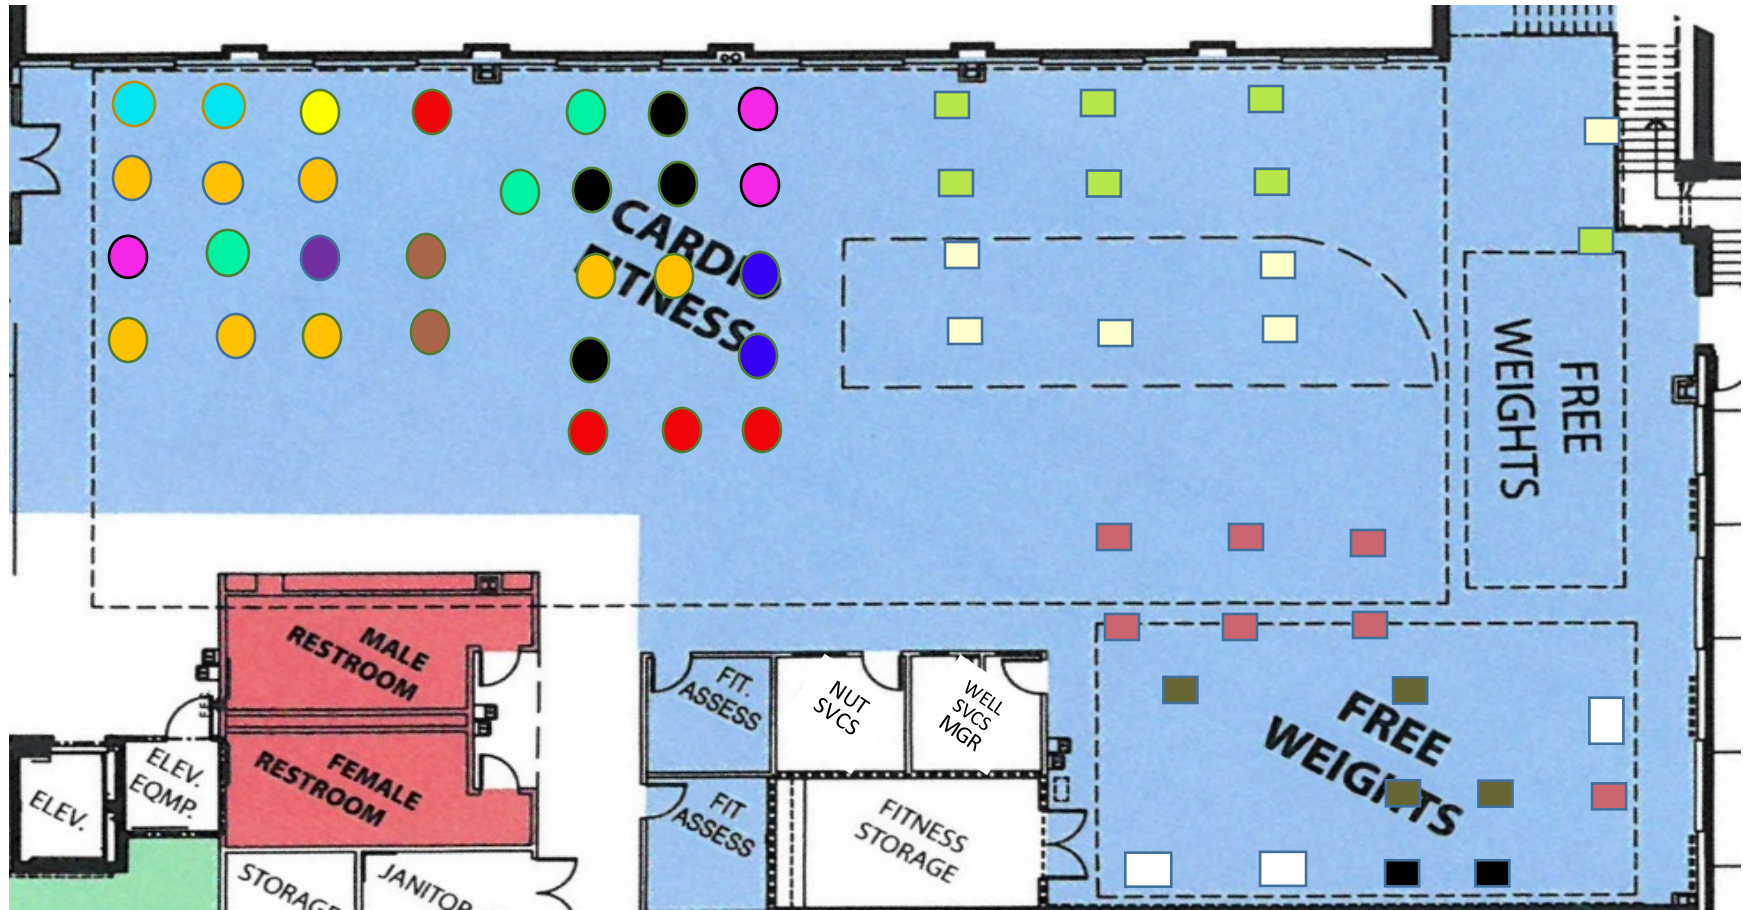 CARDIO
FITNESS
FREE
WEIGHTS
MALE
RESTROOM
FEMALE
RESTROOM
ELEV.
EQMP.
ELEV.
STORAGE
JANITOR
FIT.
ASSESS
NUT
SVCS
WELL
SVCS
MGR
FIT
ASSESS
FITNESS
STORAGE
FREE
WEIGHTS